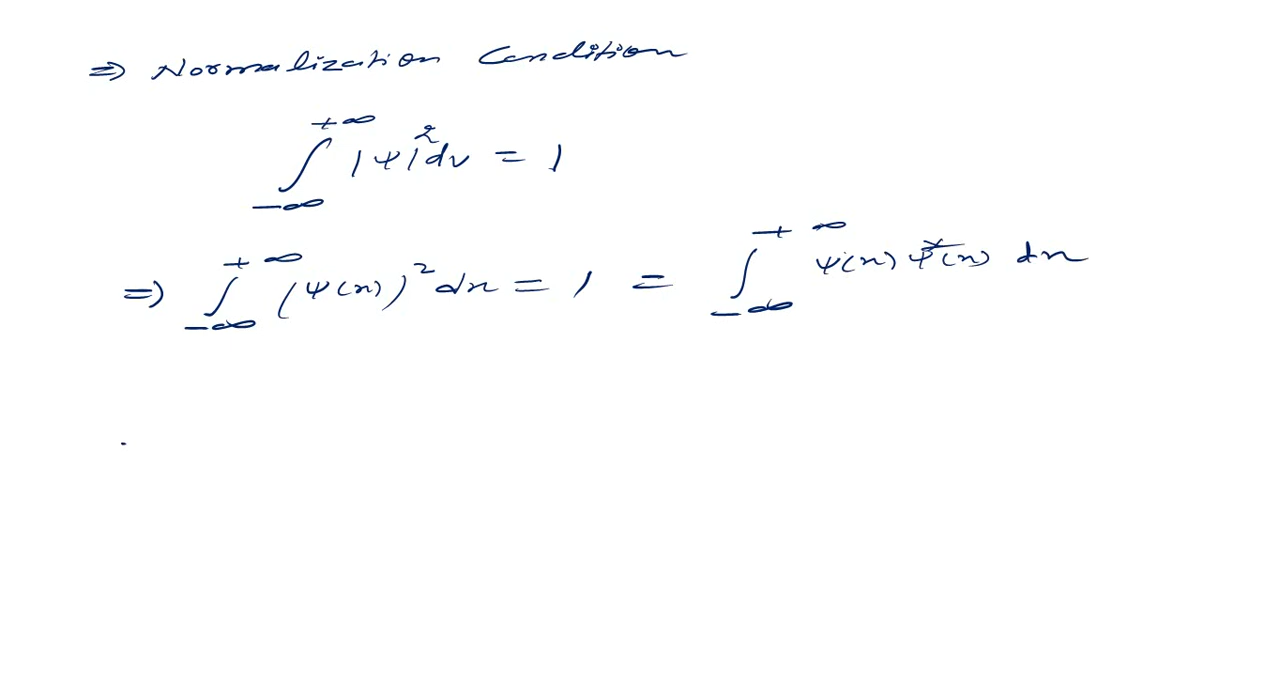 ⇒ Normalization Condition
∫_{-∞}^{+∞} |ψ|² dv = 1
⇒ ∫_{-∞}^{+∞} (ψ(x))² dx = 1 = ∫_{-∞}^{+∞} ψ(x) ψ*(x) dx